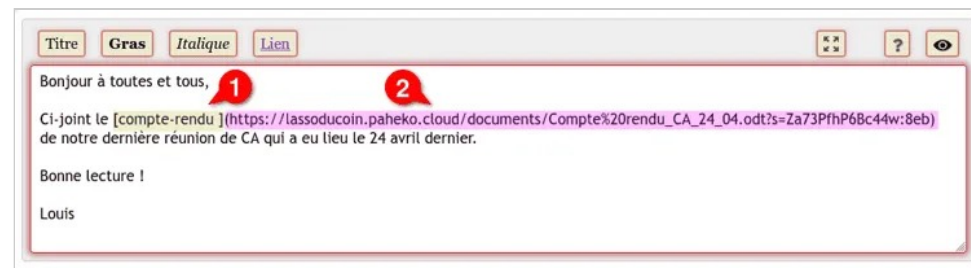 Titre Gras Italique Lien ?
Bonjour à toutes et tous,
1 2
Ci-joint le [compte-rendu ](https://lassoducoin.paheko.cloud/documents/Compte%20rendu_CA_24_04.odt?s=Za73PfhP6Bc44w:8eb)
de notre dernière réunion de CA qui a eu lieu le 24 avril dernier.
Bonne lecture !
Louis